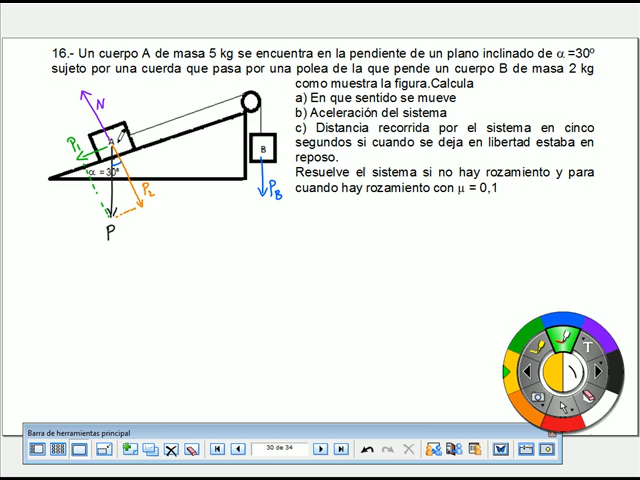 16.- Un cuerpo A de masa 5 kg se encuentra en la pendiente de un plano inclinado de α =30º
sujeto por una cuerda que pasa por una polea de la que pende un cuerpo B de masa 2 kg
como muestra la figura.Calcula
a) En que sentido se mueve
b) Aceleración del sistema
c) Distancia recorrida por el sistema en cinco
segundos si cuando se deja en libertad estaba en
reposo.
Resuelve el sistema si no hay rozamiento y para
cuando hay rozamiento con µ = 0,1
N
P1
A
B
α = 30°
P2
PB
P
T
Barra de herramientas principal
30 de 34